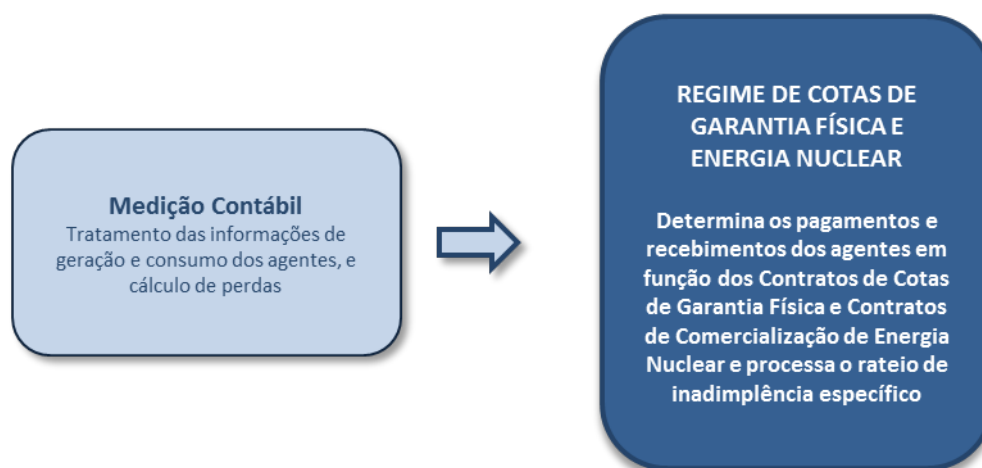 Medição Contábil
Tratamento das informações de
geração e consumo dos agentes, e
cálculo de perdas
REGIME DE COTAS DE
GARANTIA FÍSICA E
ENERGIA NUCLEAR
Determina os pagamentos e
recebimentos dos agentes em
função dos Contratos de Cotas
de Garantia Física e Contratos
de Comercialização de Energia
Nuclear e processa o rateio de
inadimplência específico